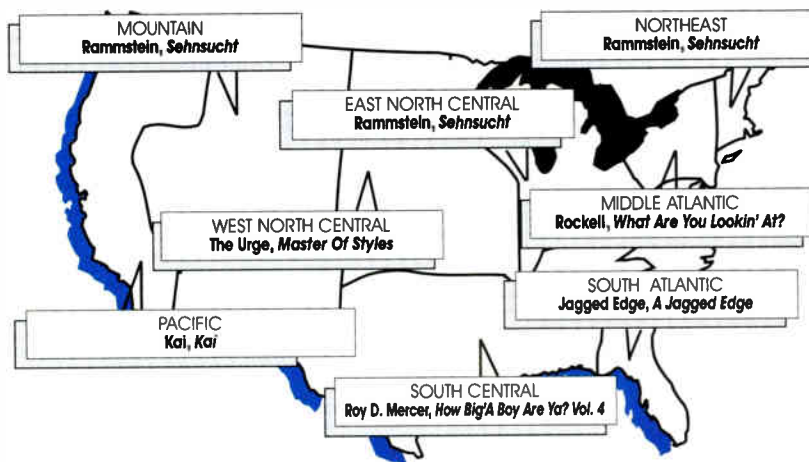 MOUNTAIN
Rammstein, Sehnsucht
NORTHEAST
Rammstein, Sehnsucht
EAST NORTH CENTRAL
Rammstein, Sehnsucht
MIDDLE ATLANTIC
Rockell, What Are You Lookin' At?
WEST NORTH CENTRAL
The Urge, Master Of Styles
SOUTH ATLANTIC
Jagged Edge, A Jagged Edge
PACIFIC
Kai, Kai
SOUTH CENTRAL
Roy D. Mercer, How Big'A Boy Are Ya? Vol. 4